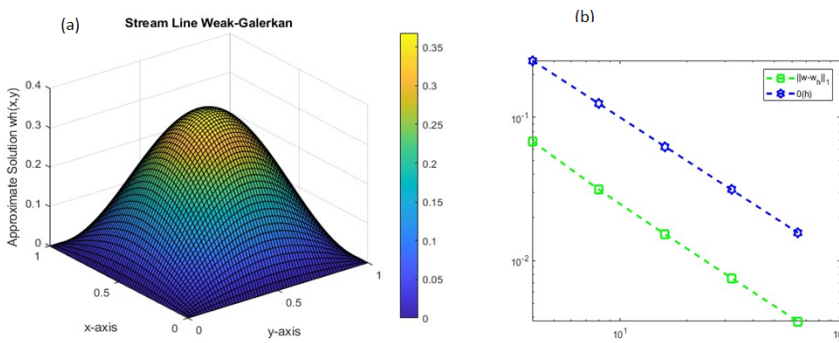 (a)
Stream Line Weak-Galerkan
Approximate Solution wh(x,y)
0.4
0.3
0.2
0.1
0
1
0.5
0
x-axis
0
0.5
1
y-axis
0.35
0.3
0.25
0.2
0.15
0.1
0.05
0
(b)
||w-w_h||_1
0(h)
10^-1
10^-2
10^1